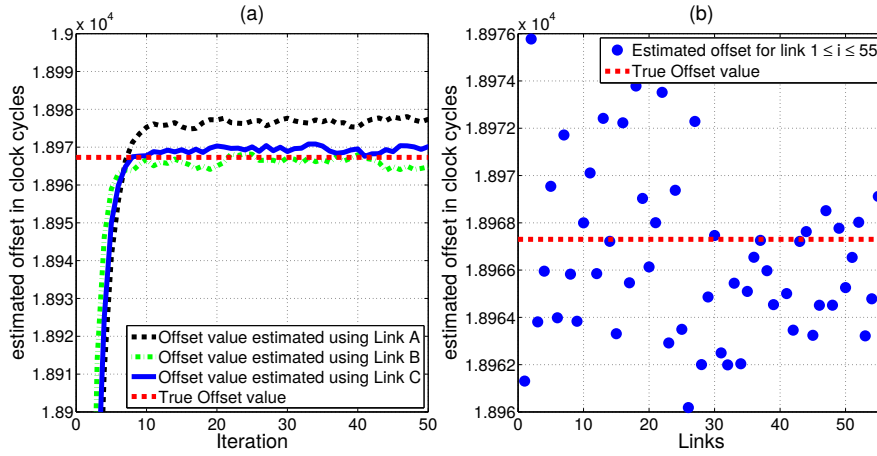 (a)
x 10⁴
1.9
1.899
1.898
1.897
1.896
1.895
1.894
1.893
1.892
1.891
1.89
0 10 20 30 40 50
estimated offset in clock cycles
Iteration
Offset value estimated using Link A
Offset value estimated using Link B
Offset value estimated using Link C
True Offset value
(b)
x 10⁴
1.8976
1.8974
1.8972
1.897
1.8968
1.8966
1.8964
1.8962
1.896
0 10 20 30 40 50
estimated offset in clock cycles
Links
Estimated offset for link 1 ≤ i ≤ 55
True Offset value